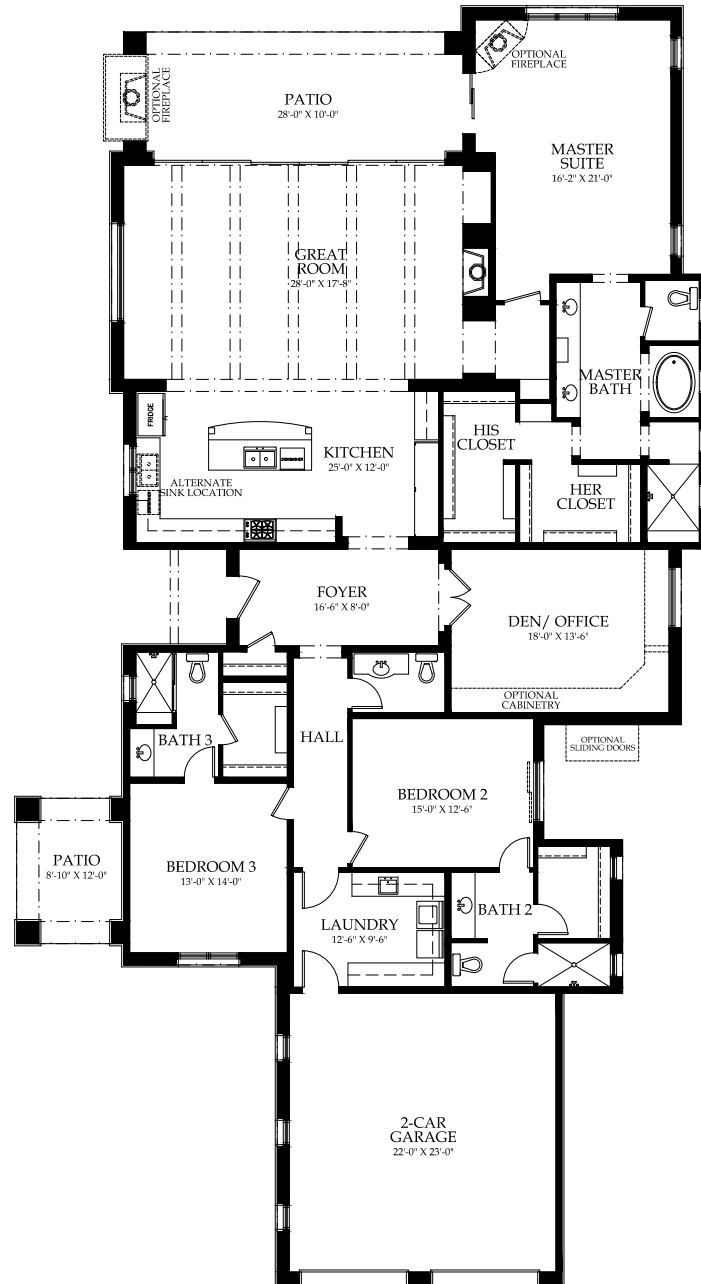 OPTIONAL
FIREPLACE
OPTIONAL
FIREPLACE
PATIO
28'-0" X 10'-0"
MASTER
SUITE
16'-2" X 21'-0"
GREAT
ROOM
28'-0" X 17'-8"
MASTER
BATH
FRIDGE
HIS
CLOSET
KITCHEN
25'-0" X 12'-0"
DISHWASHER
ALTERNATE
SINK LOCATION
DISHWASHER
HER
CLOSET
FOYER
16'-6" X 8'-0"
DEN/ OFFICE
18'-0" X 13'-6"
OPTIONAL
CABINETRY
BATH 3
HALL
OPTIONAL
SLIDING DOORS
BEDROOM 2
15'-0" X 12'-6"
PATIO
8'-10" X 12'-0"
BEDROOM 3
13'-0" X 14'-0"
LAUNDRY
12'-6" X 9'-6"
BATH 2
2-CAR
GARAGE
22'-0" X 23'-0"